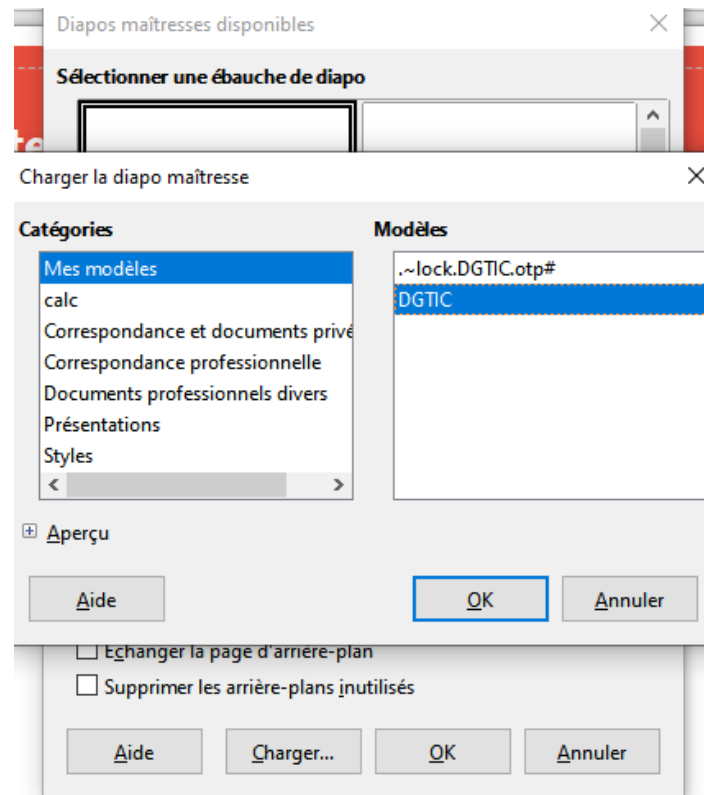 Diapos maîtresses disponibles
Sélectionner une ébauche de diapo
te
Charger la diapo maîtresse
Catégories
Modèles
Mes modèles
calc
Correspondance et documents privé
Correspondance professionnelle
Documents professionnels divers
Présentations
Styles
.~lock.DGTIC.otp#
DGTIC
Aperçu
Aide
OK
Annuler
Echanger la page d'arrière-plan
Supprimer les arrière-plans inutilisés
Aide
Charger...
OK
Annuler